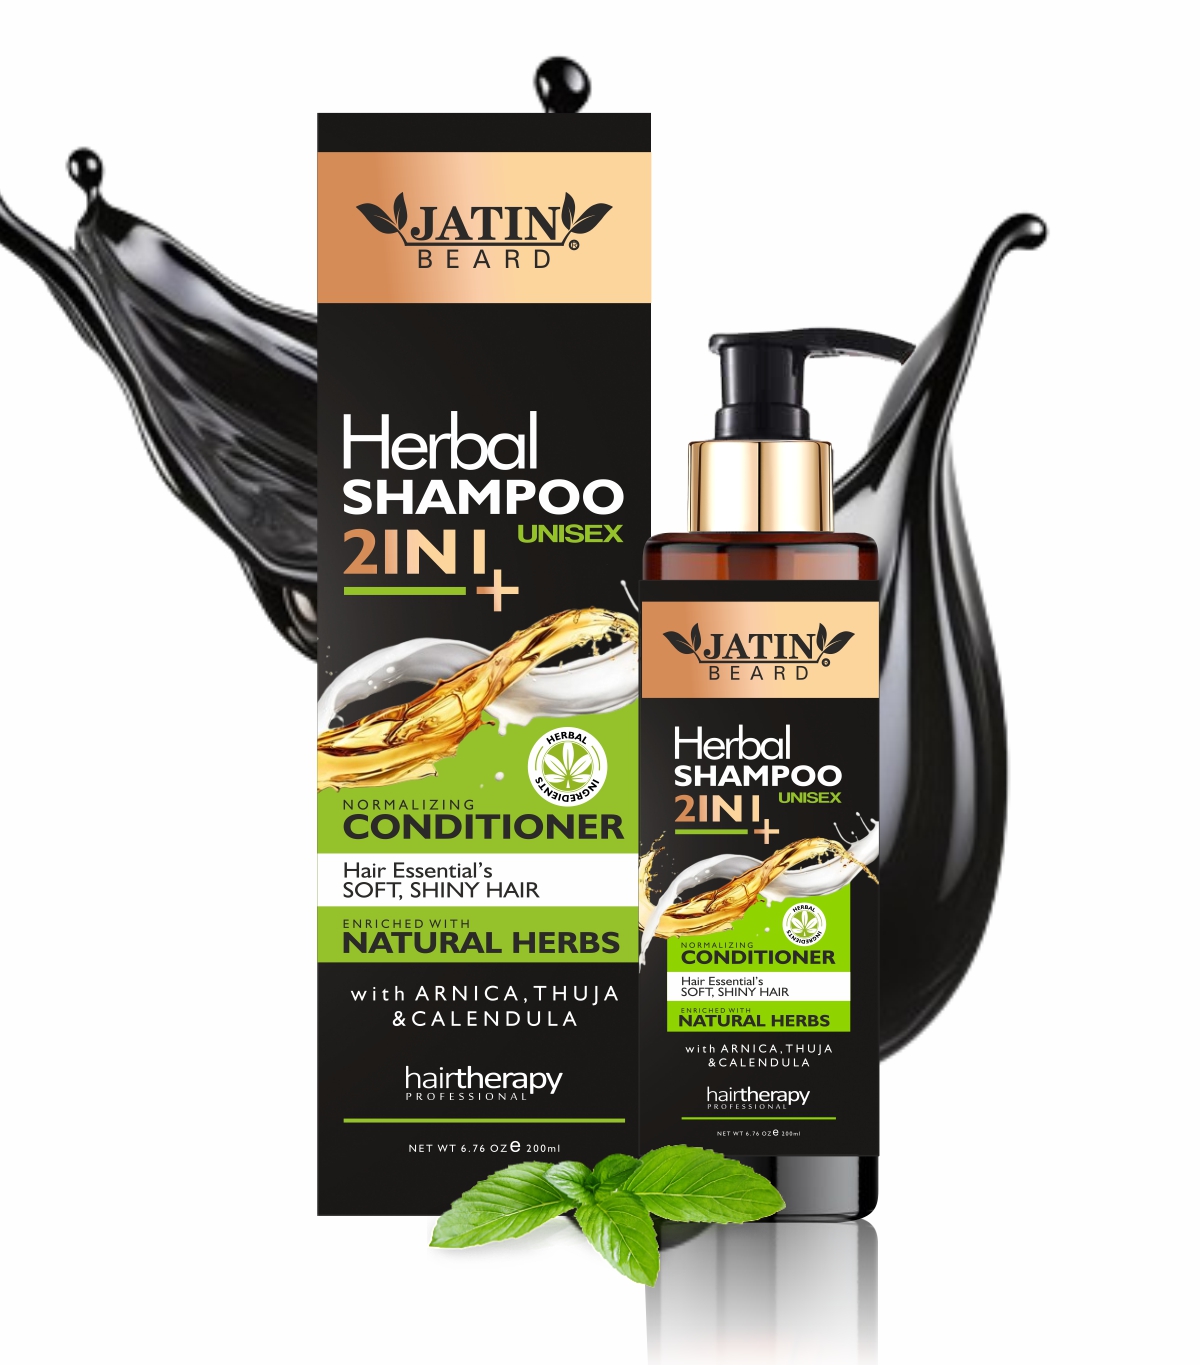 JATIN
BEARD
Herbal
SHAMPOO
UNISEX
2IN1+
HERBAL
INGREDIENTS
NORMALIZING
CONDITIONER
Hair Essential's
SOFT, SHINY HAIR
ENRICHED WITH
NATURAL HERBS
with ARNICA, THUJA
&CALENDULA
hairtherapy
PROFESSIONAL
NET WT 6.76 OZ e 200ml
JATIN
BEARD
Herbal
SHAMPOO
UNISEX
2IN1+
HERBAL
INGREDIENTS
NORMALIZING
CONDITIONER
Hair Essential's
SOFT, SHINY HAIR
ENRICHED WITH
NATURAL HERBS
with ARNICA, THUJA
&CALENDULA
hairtherapy
PROFESSIONAL
NET WT 6.76 OZ e 200ml